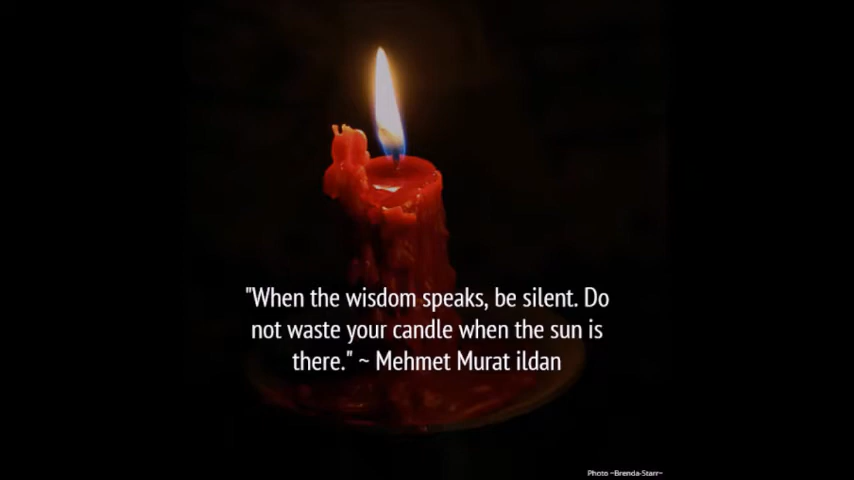 "When the wisdom speaks, be silent. Do
not waste your candle when the sun is
there." ~ Mehmet Murat ildan
Photo ~Brenda-Starr~